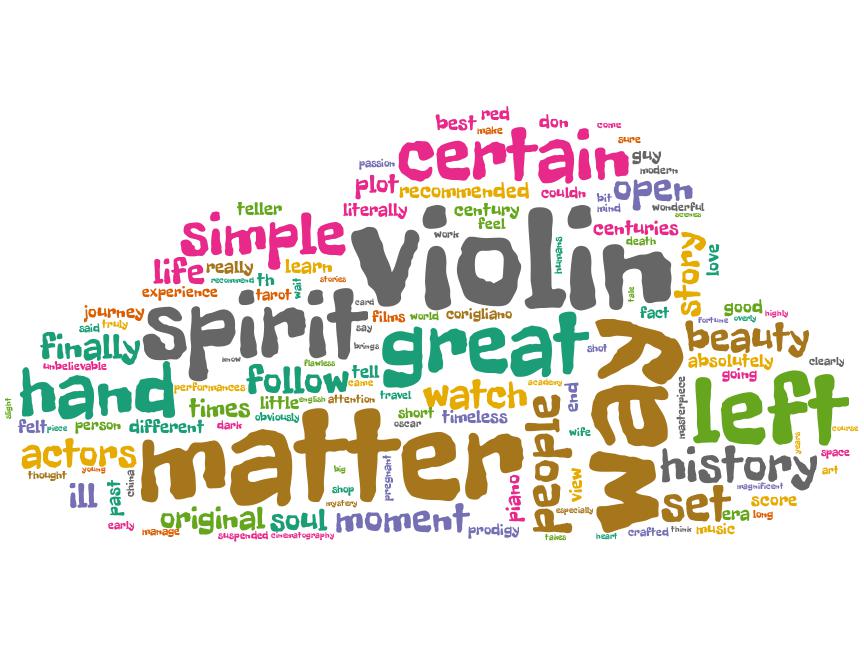 best red make don come
passion certain sure guy modern
plot recommended couldn bit mind open wonderful scenes
teller literally century feel centuries death
simple violin work humans tale story love
life really recommend th learn wait stories
experience tarot card films world corigliano fact good highly
journey said truly spirit say brings know great shot fortune overly beauty
finally unbelievable flawless absolutely going clearly
hand performances follow tell came travel watch academy end way masterpiece left
slight times little english attention short oscar timeless people wife course
felt piece person different dark obviously
actors matter view history years space art
thought young big magnificent
ill past china shop pregnant mystery piano especially set score
original soul moment prodigy era long
early manage suspended cinematography takes heart crafted think music